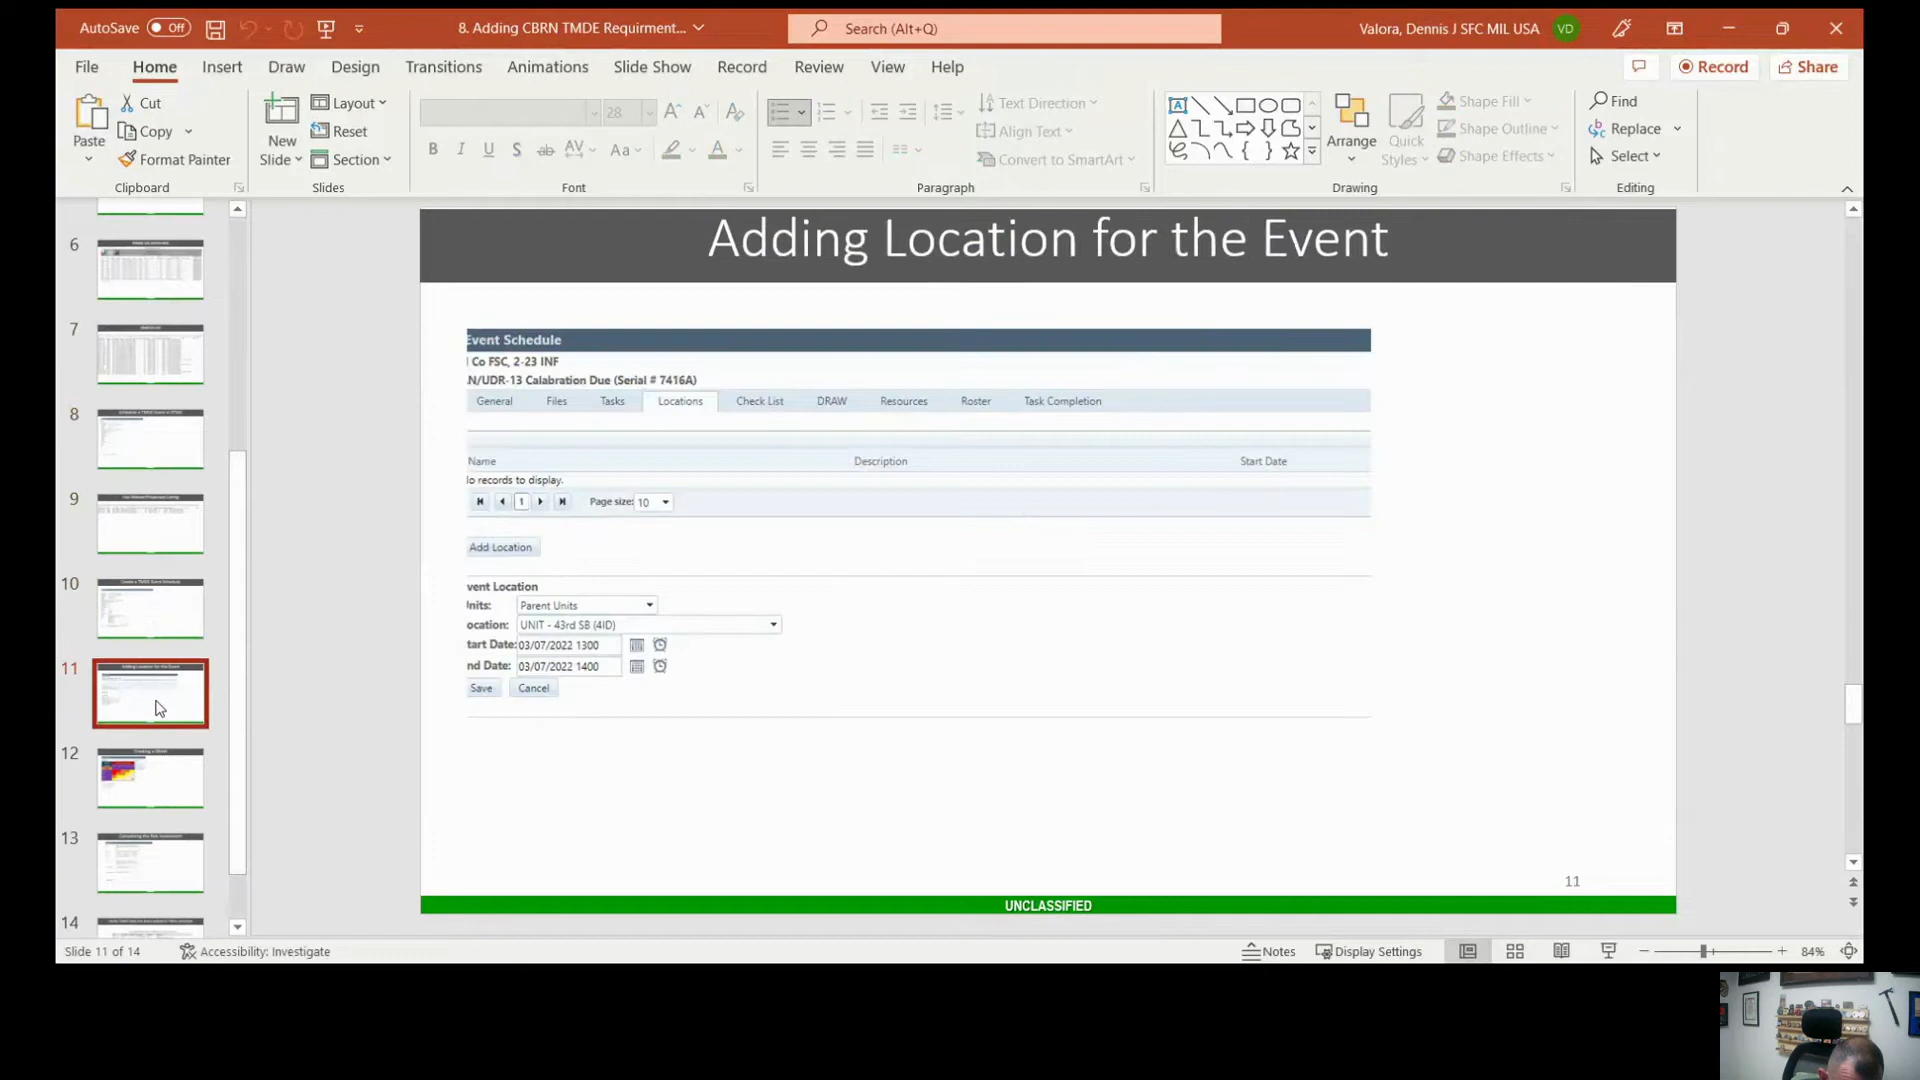 AutoSave Off 8. Adding CBRN TMDE Requirment... Search (Alt+Q) Valora, Dennis J SFC MIL USA VD
File Home Insert Draw Design Transitions Animations Slide Show Record Review View Help Record Share
Paste Cut Copy Format Painter
Clipboard
New Slide Layout Reset Section
Slides
28
B I U S ab AV Aa A
Font
Text Direction
Align Text
Convert to SmartArt
Paragraph
Arrange
Quick Styles
Shape Fill
Shape Outline
Shape Effects
Drawing
Find
Replace
Select
Editing
6
7
8
9
10
11
12
13
14
Adding Location for the Event
Event Schedule
Co FSC, 2-23 INF
N/UDR-13 Calabration Due (Serial # 7416A)
General Files Tasks Locations Check List DRAW Resources Roster Task Completion
Name Description Start Date
o records to display.
1 Page size: 10
Add Location
vent Location
nits: Parent Units
ocation: UNIT - 43rd SB (4ID)
tart Date: 03/07/2022 1300
nd Date: 03/07/2022 1400
Save Cancel
11
UNCLASSIFIED
Slide 11 of 14 Accessibility: Investigate Notes Display Settings 84%